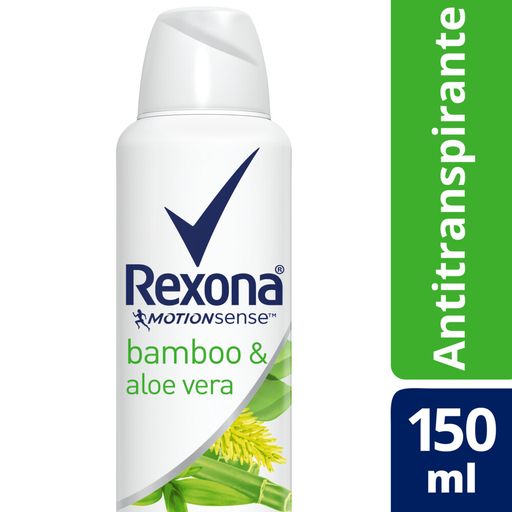 Rexona®
MOTIONsense™
bamboo &
aloe vera
Antitranspirante
150
ml